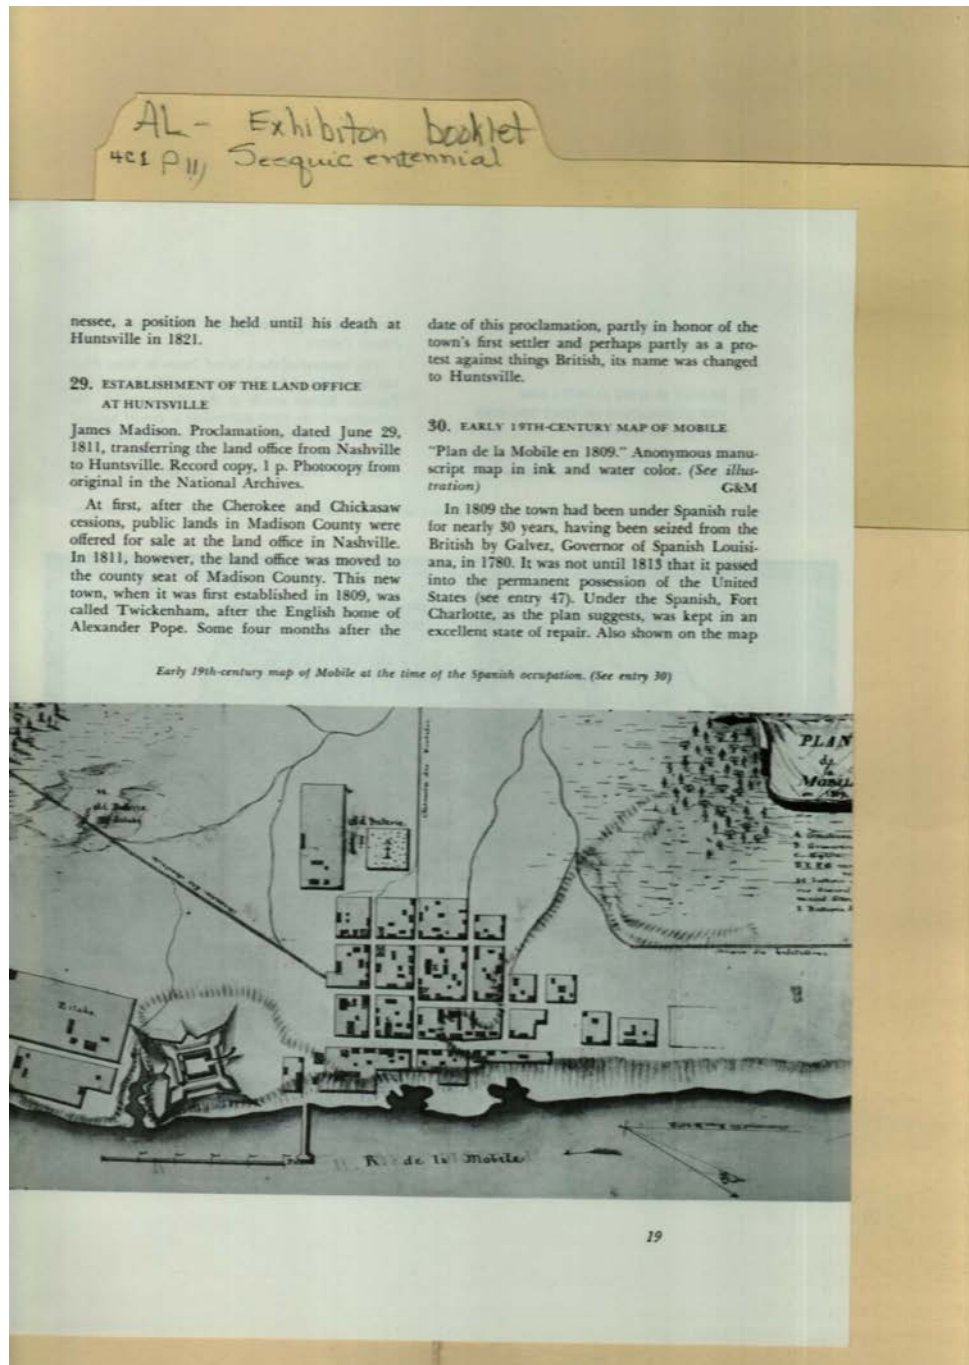 AL- Exhibiton booklet
4C1 P 11, Sesquicentennial
nessee, a position he held until his death at
Huntsville in 1821.
29. ESTABLISHMENT OF THE LAND OFFICE
AT HUNTSVILLE
James Madison. Proclamation, dated June 29,
1811, transferring the land office from Nashville
to Huntsville. Record copy, 1 p. Photocopy from
original in the National Archives.
At first, after the Cherokee and Chickasaw
cessions, public lands in Madison County were
offered for sale at the land office in Nashville.
In 1811, however, the land office was moved to
the county seat of Madison County. This new
town, when it was first established in 1809, was
called Twickenham, after the English home of
Alexander Pope. Some four months after the
date of this proclamation, partly in honor of the
town's first settler and perhaps partly as a pro-
test against things British, its name was changed
to Huntsville.
30. EARLY 19TH-CENTURY MAP OF MOBILE
"Plan de la Mobile en 1809." Anonymous manu-
script map in ink and water color. (See illus-
tration) G&M
In 1809 the town had been under Spanish rule
for nearly 30 years, having been seized from the
British by Galvez, Governor of Spanish Louisi-
ana, in 1780. It was not until 1813 that it passed
into the permanent possession of the United
States (see entry 47). Under the Spanish, Fort
Charlotte, as the plan suggests, was kept in an
excellent state of repair. Also shown on the map
Early 19th-century map of Mobile at the time of the Spanish occupation. (See entry 30)
PLAN
de
la
MOBIL
R. de la Mobile
19